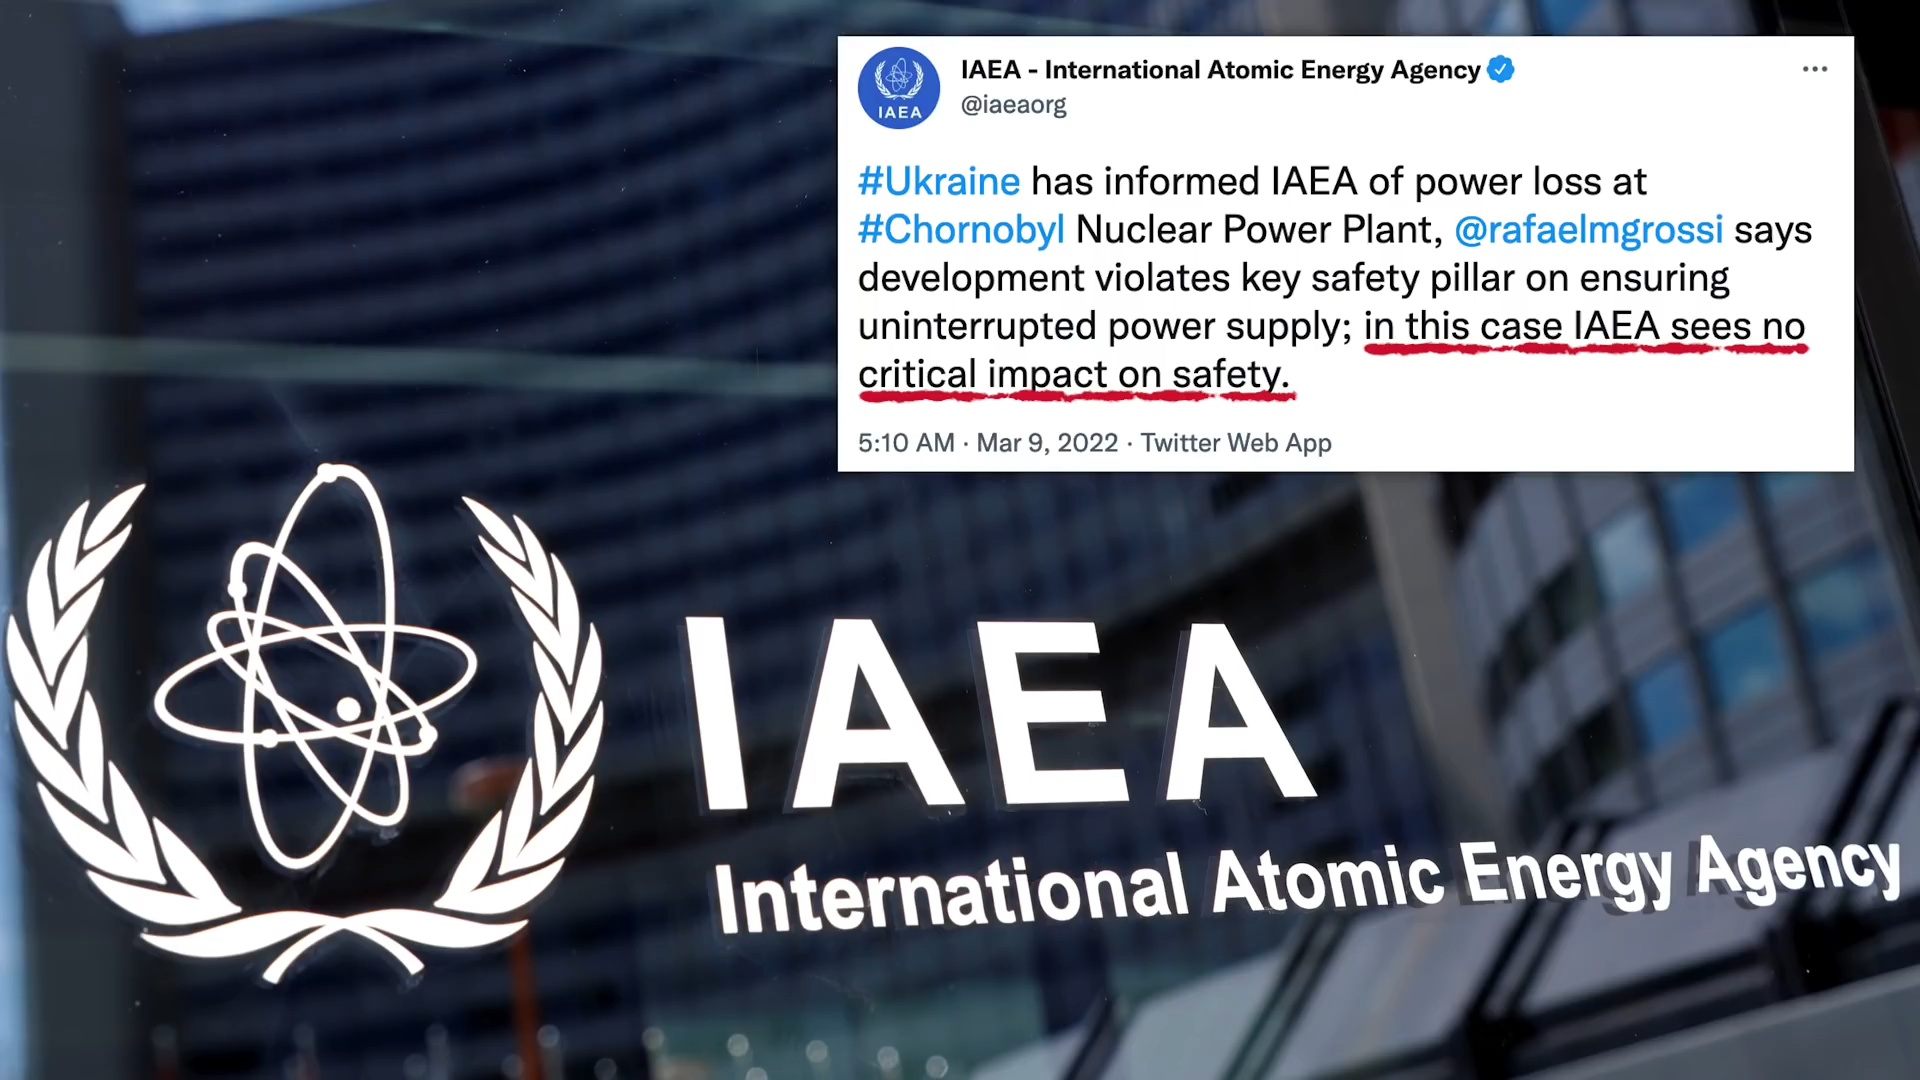 IAEA - International Atomic Energy Agency
@iaeaorg
IAEA
#Ukraine has informed IAEA of power loss at
#Chornobyl Nuclear Power Plant, @rafaelmgrossi says
development violates key safety pillar on ensuring
uninterrupted power supply; in this case IAEA sees no
critical impact on safety.
5:10 AM · Mar 9, 2022 · Twitter Web App
IAEA
International Atomic Energy Agency